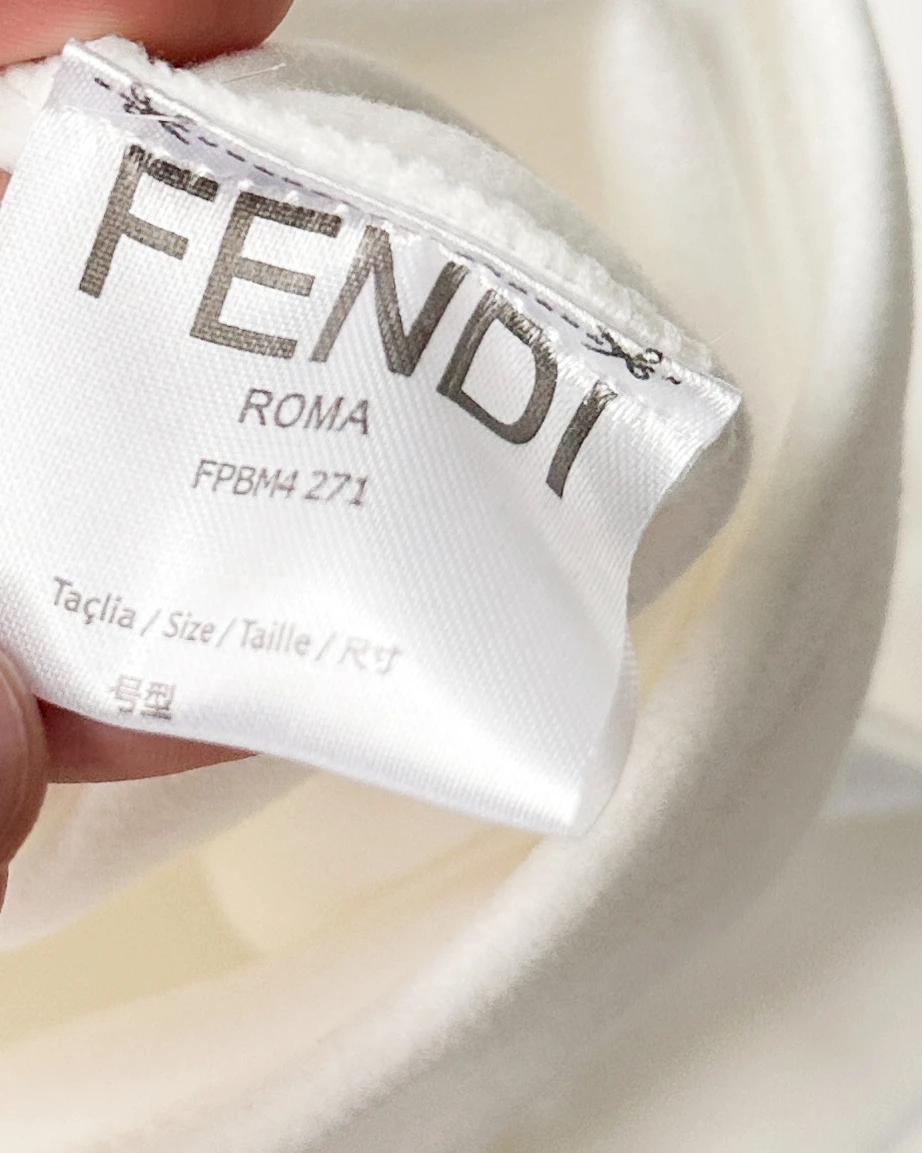 FENDI
ROMA
FPBM4 271
Taçlia / Size / Taille / 尺寸
号型